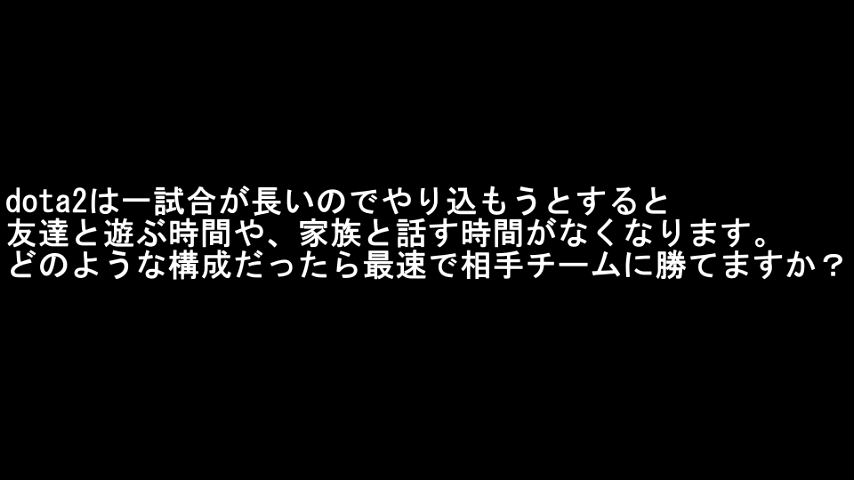 dota2は一試合が長いのでやり込もうとすると
友達と遊ぶ時間や、家族と話す時間がなくなります。
どのような構成だったら最速で相手チームに勝てますか？